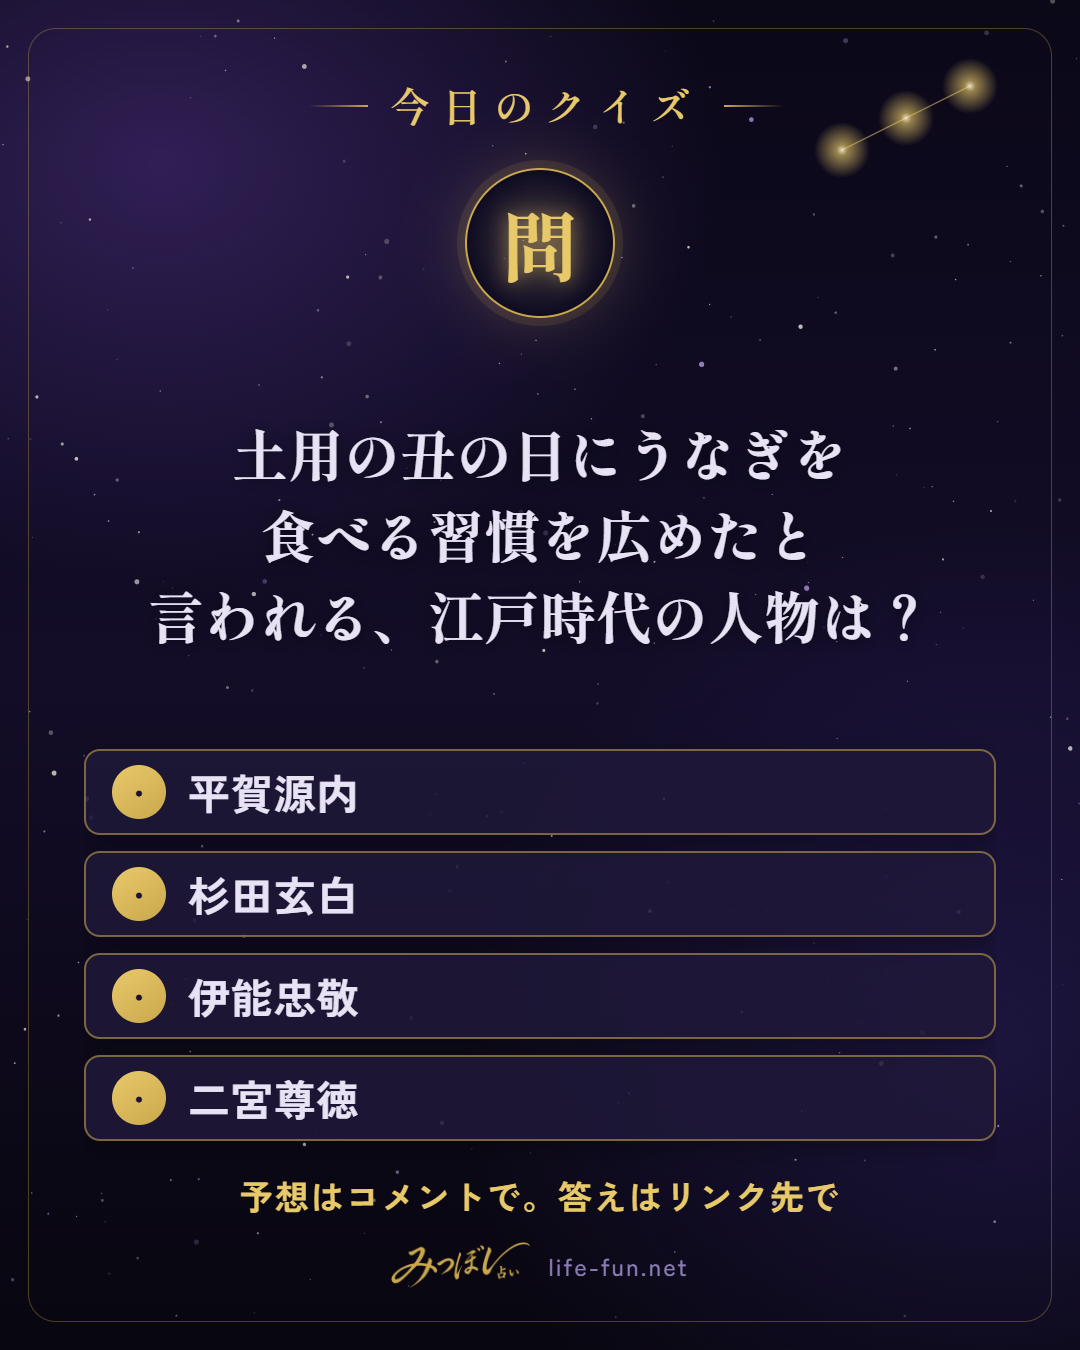 今日のクイズ
問
土用の丑の日にうなぎを
食べる習慣を広めたと
言われる、江戸時代の人物は？
・ 平賀源内
・ 杉田玄白
・ 伊能忠敬
・ 二宮尊徳
予想はコメントで。答えはリンク先で
みつぼし占い life-fun.net